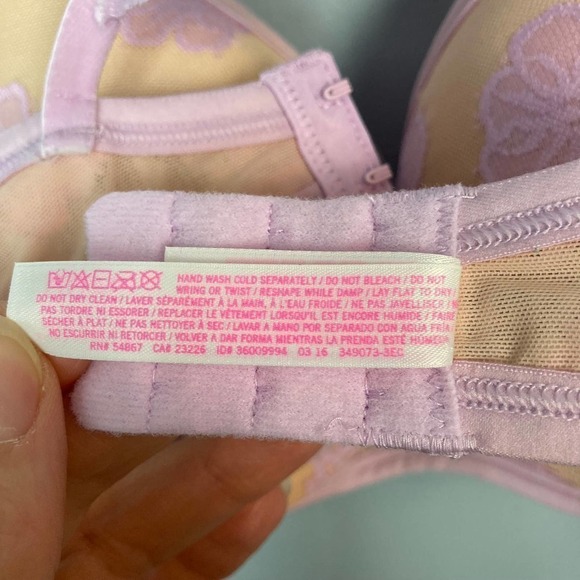 HAND WASH COLD SEPARATELY / DO NOT BLEACH / DO NOT
WRING OR TWIST / RESHAPE WHILE DAMP / LAY FLAT TO DRY /
DO NOT DRY CLEAN / LAVER SÉPARÉMENT À LA MAIN, À L'EAU FROIDE / NE PAS JAVELLISER / N
PAS TORDRE NI ESSORER / REPLACER LE VÊTEMENT LORSQU'IL EST ENCORE HUMIDE / FAIRE
SÉCHER À PLAT / NE PAS NETTOYER À SEC / LAVAR A MANO POR SEPARADO CON AGUA FRÍA
NO ESCURRIR NI RETORCER / VOLVER A DAR FORMA MIENTRAS LA PRENDA ESTÉ HÚMEDA
RN# 54867 CA# 23226 ID# 36009994 03 16 349073-3EC